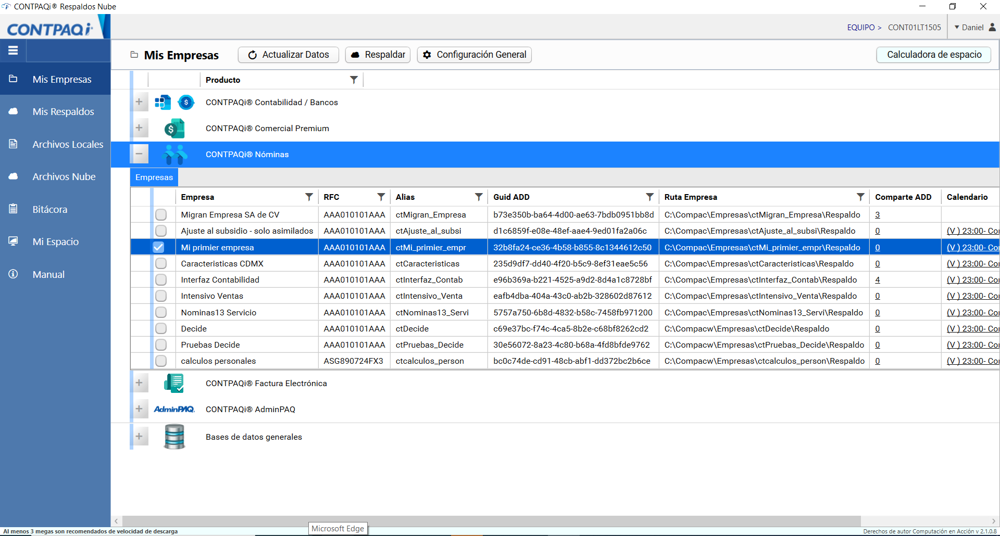 CONTPAQi® Respaldos Nube
CONTPAQi
EQUIPO > CONT01LT1505 Daniel
Mis Empresas Actualizar Datos Respaldar Configuración General Calculadora de espacio
Mis Empresas
Mis Respaldos
Archivos Locales
Archivos Nube
Bitácora
Mi Espacio
Manual
Producto
CONTPAQi® Contabilidad / Bancos
CONTPAQi® Comercial Premium
CONTPAQi® Nóminas
Empresas
Empresa RFC Alias Guid ADD Ruta Empresa Comparte ADD Calendario
Migran Empresa SA de CV AAA010101AAA ctMigran_Empresa b73e350b-ba64-4d00-ae63-7bdb0951bb8d C:\Compac\Empresas\ctMigran_Empresa\Respaldo 3
Ajuste al subsidio - solo asimilados AAA010101AAA ctAjuste_al_subsi d1c6859f-e08e-48ef-aae4-9ed01fa2a06c C:\Compac\Empresas\ctAjuste_al_subsi\Respaldo 0 (V ) 23:00- Co
Mi primier empresa AAA010101AAA ctMi_primier_empr 32b8fa24-ce36-4b58-b855-8c1344612c50 C:\Compac\Empresas\ctMi_primier_empr\Respaldo 0 (V ) 23:00- Co
Caracteristicas CDMX AAA010101AAA ctCaracteristicas 235d9df7-dd40-4f20-b5c9-8ef31eae5c56 C:\Compac\Empresas\ctCaracteristicas\Respaldo 0 (V ) 23:00- Co
Interfaz Contabilidad AAA010101AAA ctInterfaz_Contab e96b369a-b221-4525-a9d2-8d4a1c8728bf C:\Compac\Empresas\ctInterfaz_Contab\Respaldo 4 (V ) 23:00- Co
Intensivo Ventas AAA010101AAA ctIntensivo_Venta eafb4dba-404a-43c0-ab2b-328602d87612 C:\Compac\Empresas\ctIntensivo_Venta\Respaldo 0 (V ) 23:00- Co
Nominas13 Servicio AAA010101AAA ctNominas13_Servi 5757a750-6b8d-4832-b58c-7458fb971200 C:\Compac\Empresas\ctNominas13_Servi\Respaldo 0 (V ) 23:00- Co
Decide AAA010101AAA ctDecide c69e37bc-f74c-4ca5-8b2e-c68bf8262cd2 C:\Compacw\Empresas\ctDecide\Respaldo 0 (V ) 23:00- Co
Pruebas Decide AAA010101AAA ctPruebas_Decide 30e56072-8a23-4c80-b68a-4fd8bfde9762 C:\Compacw\Empresas\ctPruebas_Decide\Respaldo 0 (V ) 23:00- Co
calculos personales ASG890724FX3 ctcalculos_person bc0c74de-cd91-48cb-abf1-dd372bc2b6ce C:\Compacw\Empresas\ctcalculos_person\Respaldo 0 (V ) 23:00- Co
CONTPAQi® Factura Electrónica
AdminPAQ. CONTPAQi® AdminPAQ
Bases de datos generales
Microsoft Edge
Al menos 3 megas son recomendados de velocidad de descarga
Derechos de autor Computación en Acción v 2.1.0.8